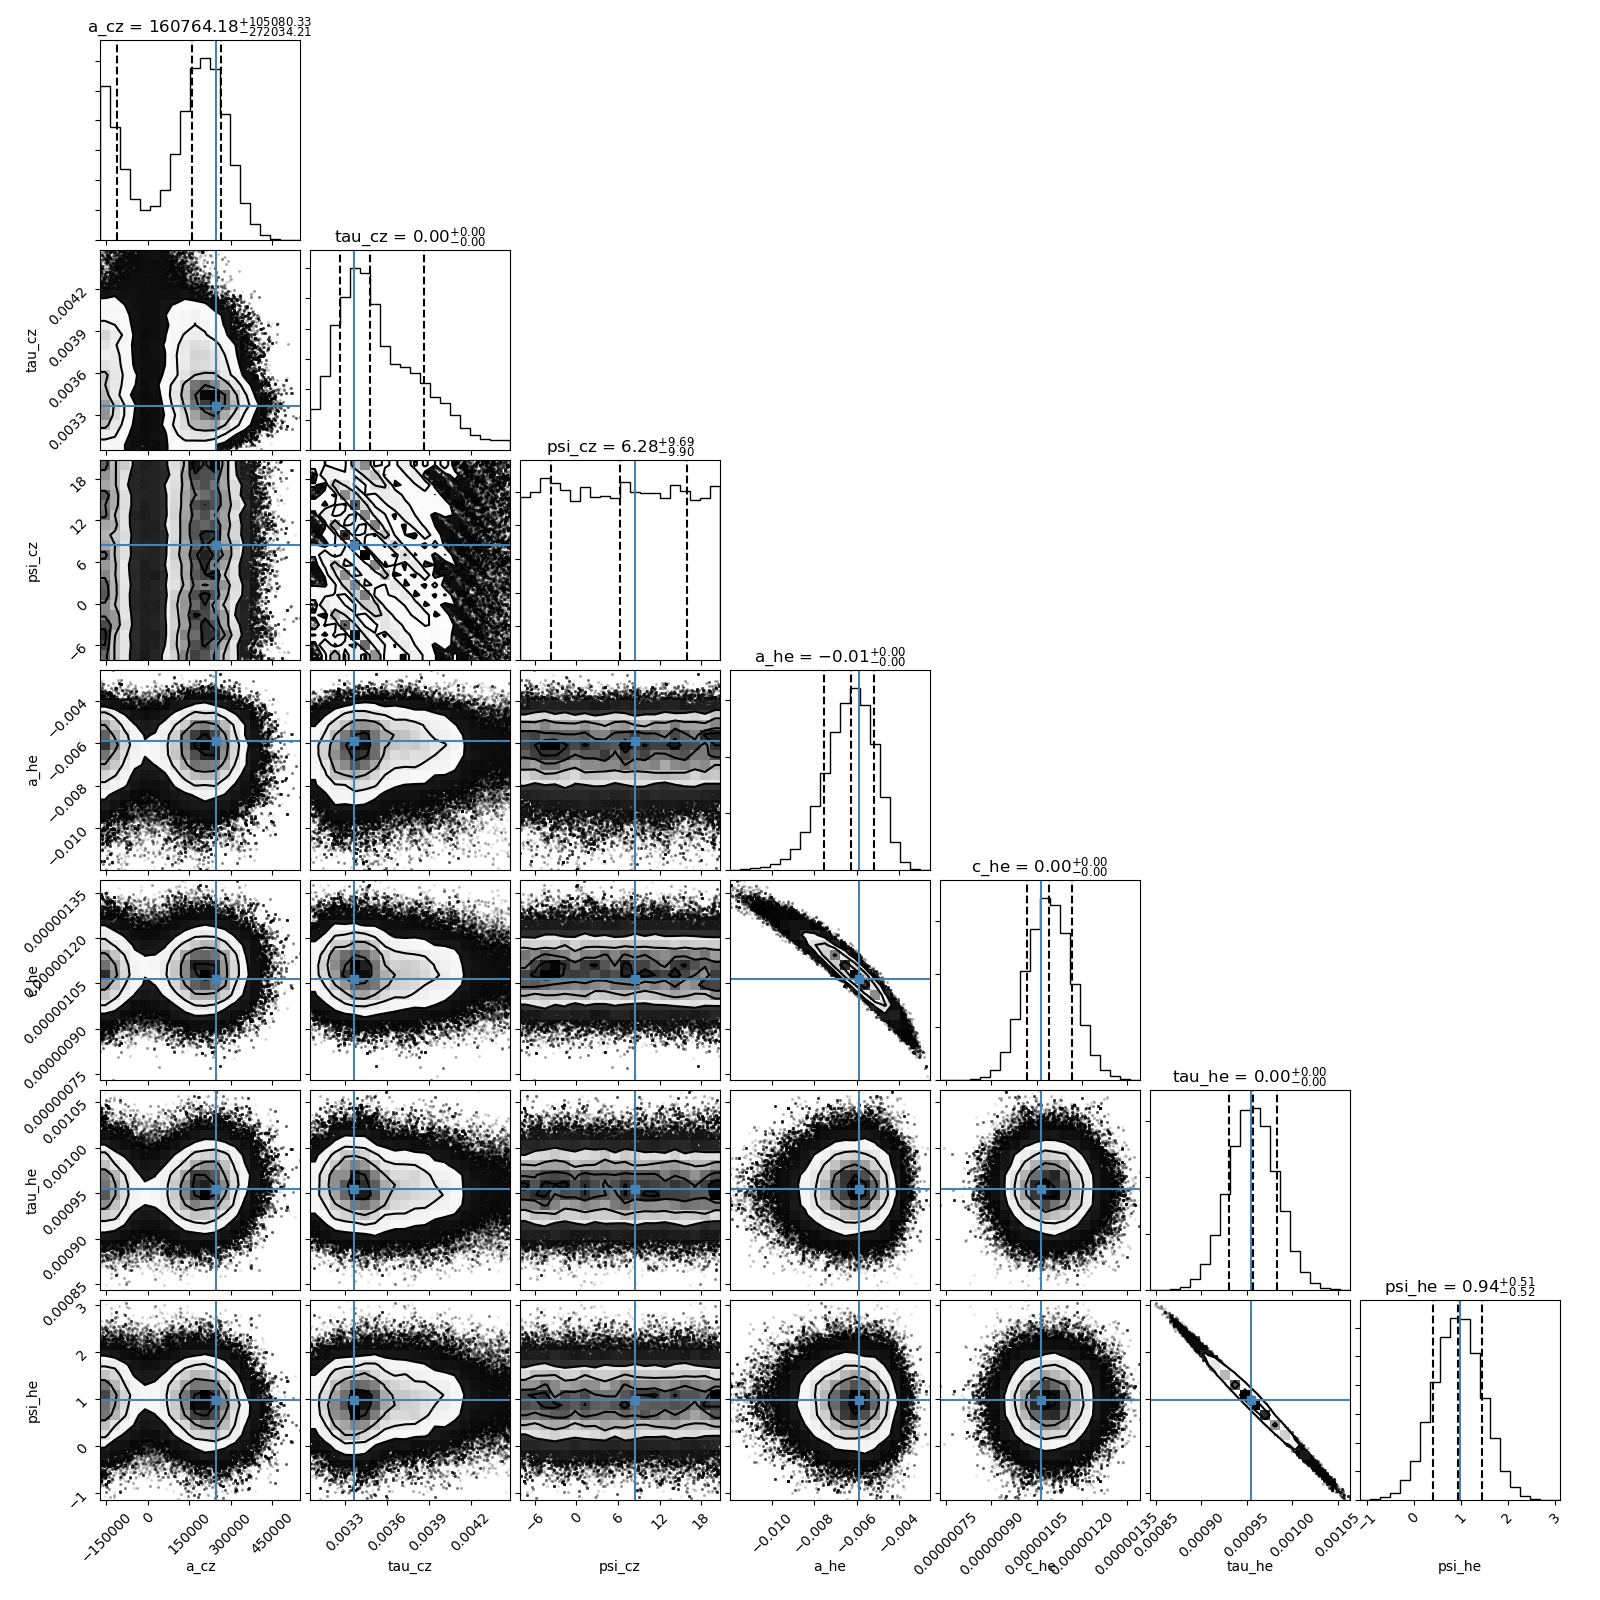 a_cz = 160764.18 +105080.33 −272034.21
tau_cz = 0.00 +0.00 −0.00
0.0042
0.0039
0.0036
0.0033
tau_cz
psi_cz = 6.28 +9.69 −9.90
18
12
6
0
−6
psi_cz
a_he = −0.01 +0.00 −0.00
−0.004
−0.006
−0.008
−0.010
a_he
c_he = 0.00 +0.00 −0.00
0.00000135
0.00000120
0.00000105
0.00000090
0.00000075
c_he
tau_he = 0.00 +0.00 −0.00
0.00105
0.00100
0.00095
0.00090
0.00085
tau_he
psi_he = 0.94 +0.51 −0.52
3
2
1
0
−1
psi_he
−150000 0 150000 300000 450000
0.0033 0.0036 0.0039 0.0042
−6 0 6 12 18
−0.010 −0.008 −0.006 −0.004
0.00000075 0.00000090 0.00000105 0.00000120 0.00000135
0.00085 0.00090 0.00095 0.00100 0.00105
−1 0 1 2 3
a_cz tau_cz psi_cz a_he c_he tau_he psi_he